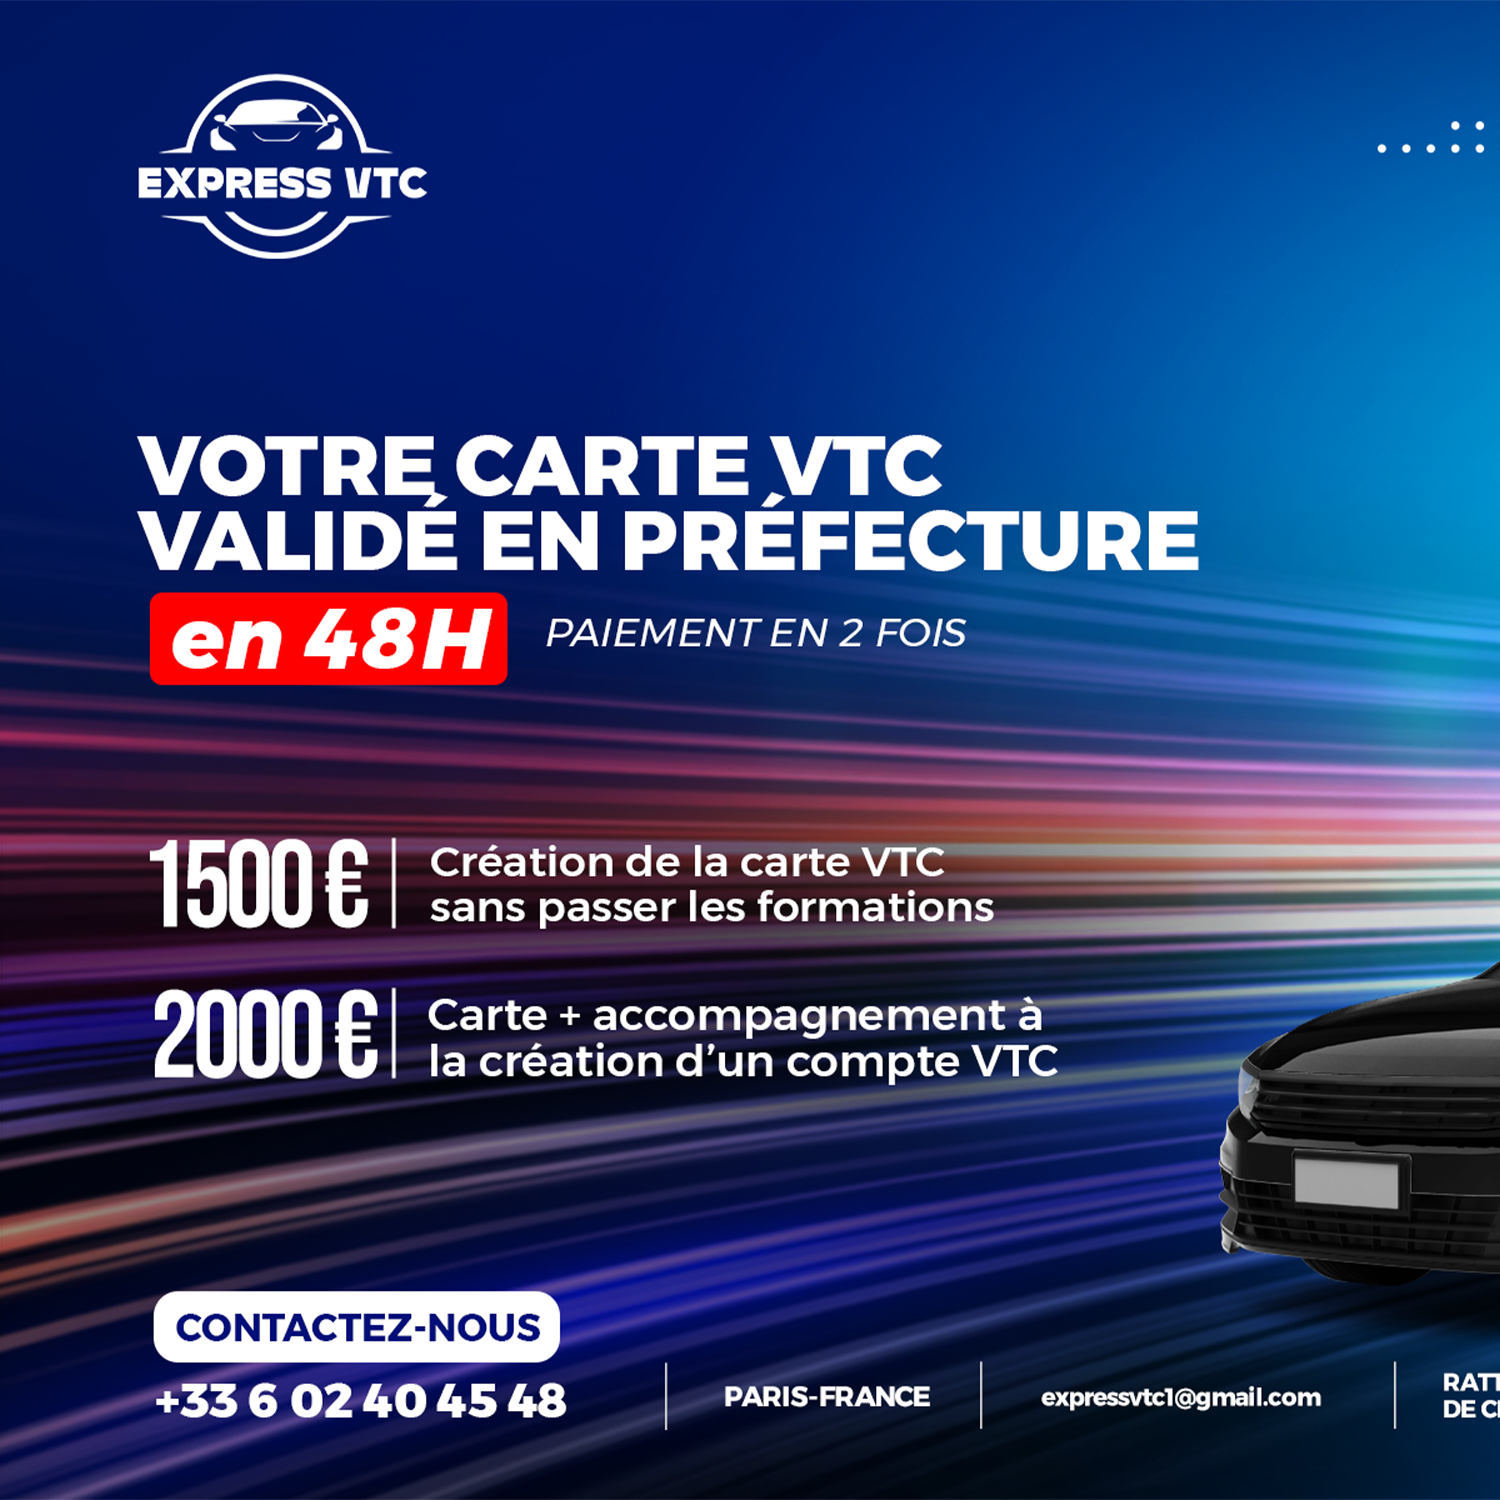 EXPRESS VTC
VOTRE CARTE VTC
VALIDÉ EN PRÉFECTURE
en 48H
PAIEMENT EN 2 FOIS
1500 €
Création de la carte VTC
sans passer les formations
2000 €
Carte + accompagnement à
la création d’un compte VTC
CONTACTEZ-NOUS
+33 6 02 40 45 48
PARIS-FRANCE
expressvtc1@gmail.com